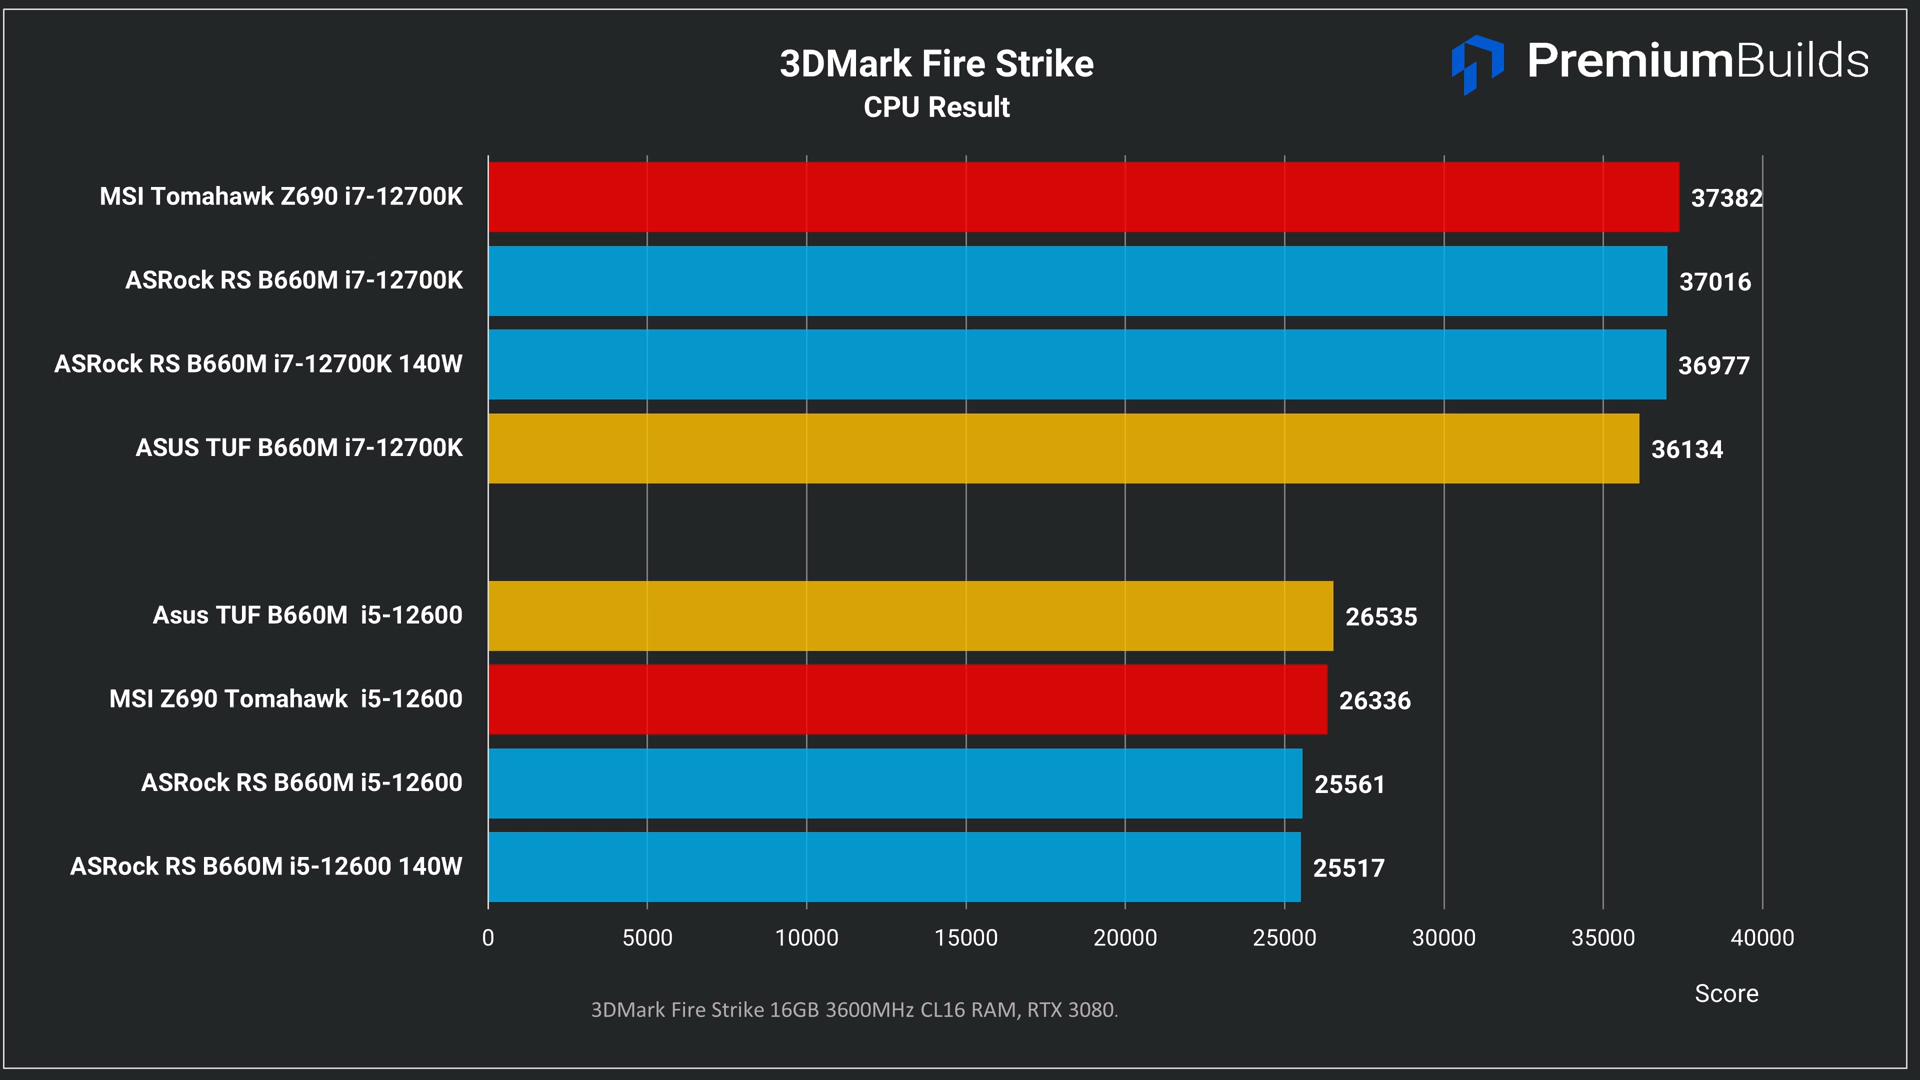 3DMark Fire Strike
CPU Result
PremiumBuilds
MSI Tomahawk Z690 i7-12700K 37382
ASRock RS B660M i7-12700K 37016
ASRock RS B660M i7-12700K 140W 36977
ASUS TUF B660M i7-12700K 36134
Asus TUF B660M  i5-12600 26535
MSI Z690 Tomahawk  i5-12600 26336
ASRock RS B660M i5-12600 25561
ASRock RS B660M i5-12600 140W 25517
0 5000 10000 15000 20000 25000 30000 35000 40000
Score
3DMark Fire Strike 16GB 3600MHz CL16 RAM, RTX 3080.